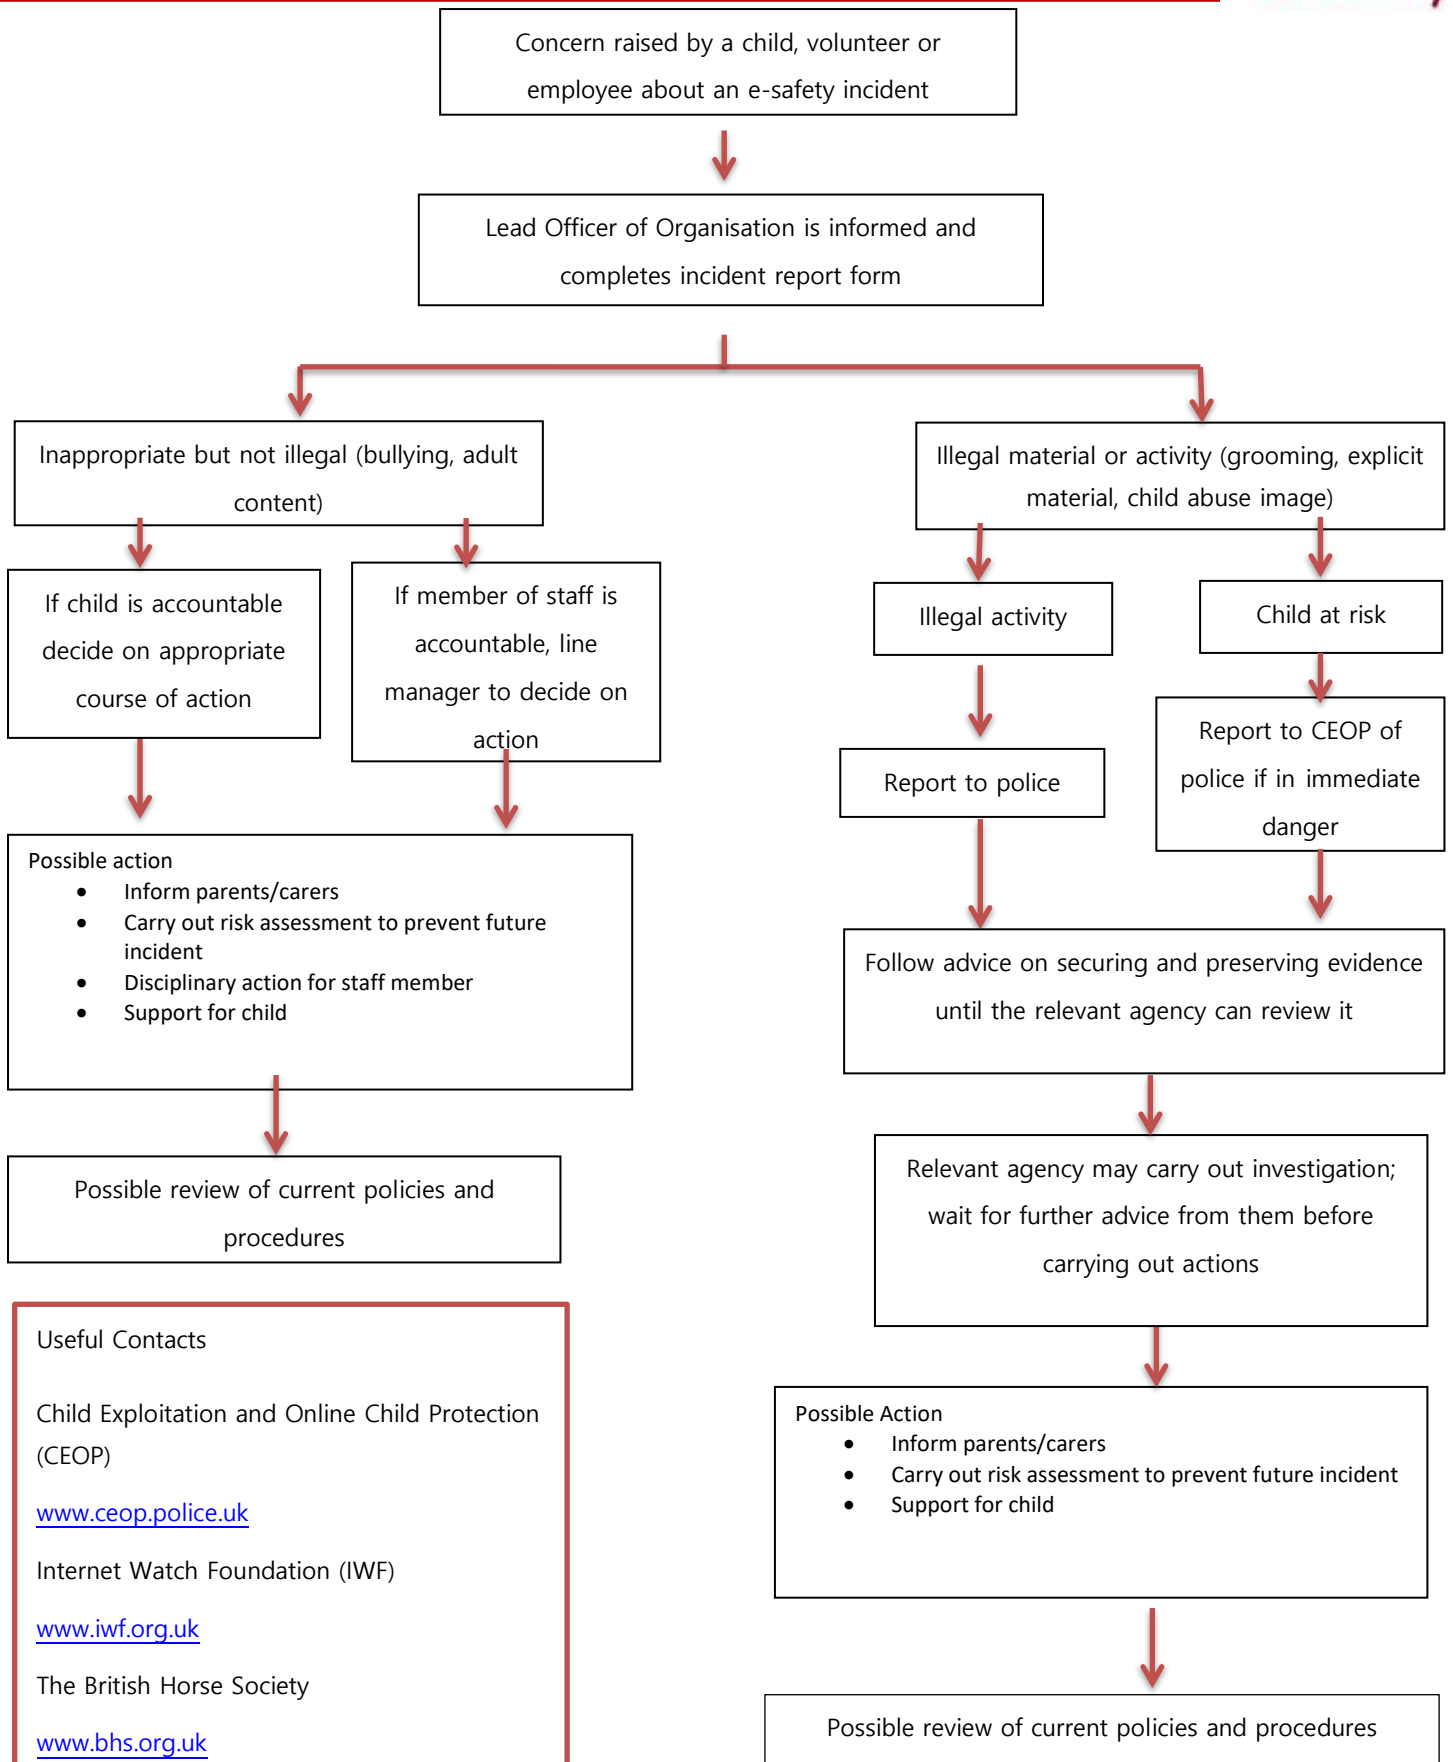 Concern raised by a child, volunteer or
employee about an e-safety incident
Lead Officer of Organisation is informed and
completes incident report form
Inappropriate but not illegal (bullying, adult
content)
Illegal material or activity (grooming, explicit
material, child abuse image)
If child is accountable
decide on appropriate
course of action
If member of staff is
accountable, line
manager to decide on
action
Illegal activity
Child at risk
Report to police
Report to CEOP of
police if in immediate
danger
Possible action
• Inform parents/carers
• Carry out risk assessment to prevent future
incident
• Disciplinary action for staff member
• Support for child
Follow advice on securing and preserving evidence
until the relevant agency can review it
Possible review of current policies and
procedures
Relevant agency may carry out investigation;
wait for further advice from them before
carrying out actions
Useful Contacts
Child Exploitation and Online Child Protection
(CEOP)
www.ceop.police.uk
Internet Watch Foundation (IWF)
www.iwf.org.uk
The British Horse Society
www.bhs.org.uk
Possible Action
• Inform parents/carers
• Carry out risk assessment to prevent future incident
• Support for child
Possible review of current policies and procedures